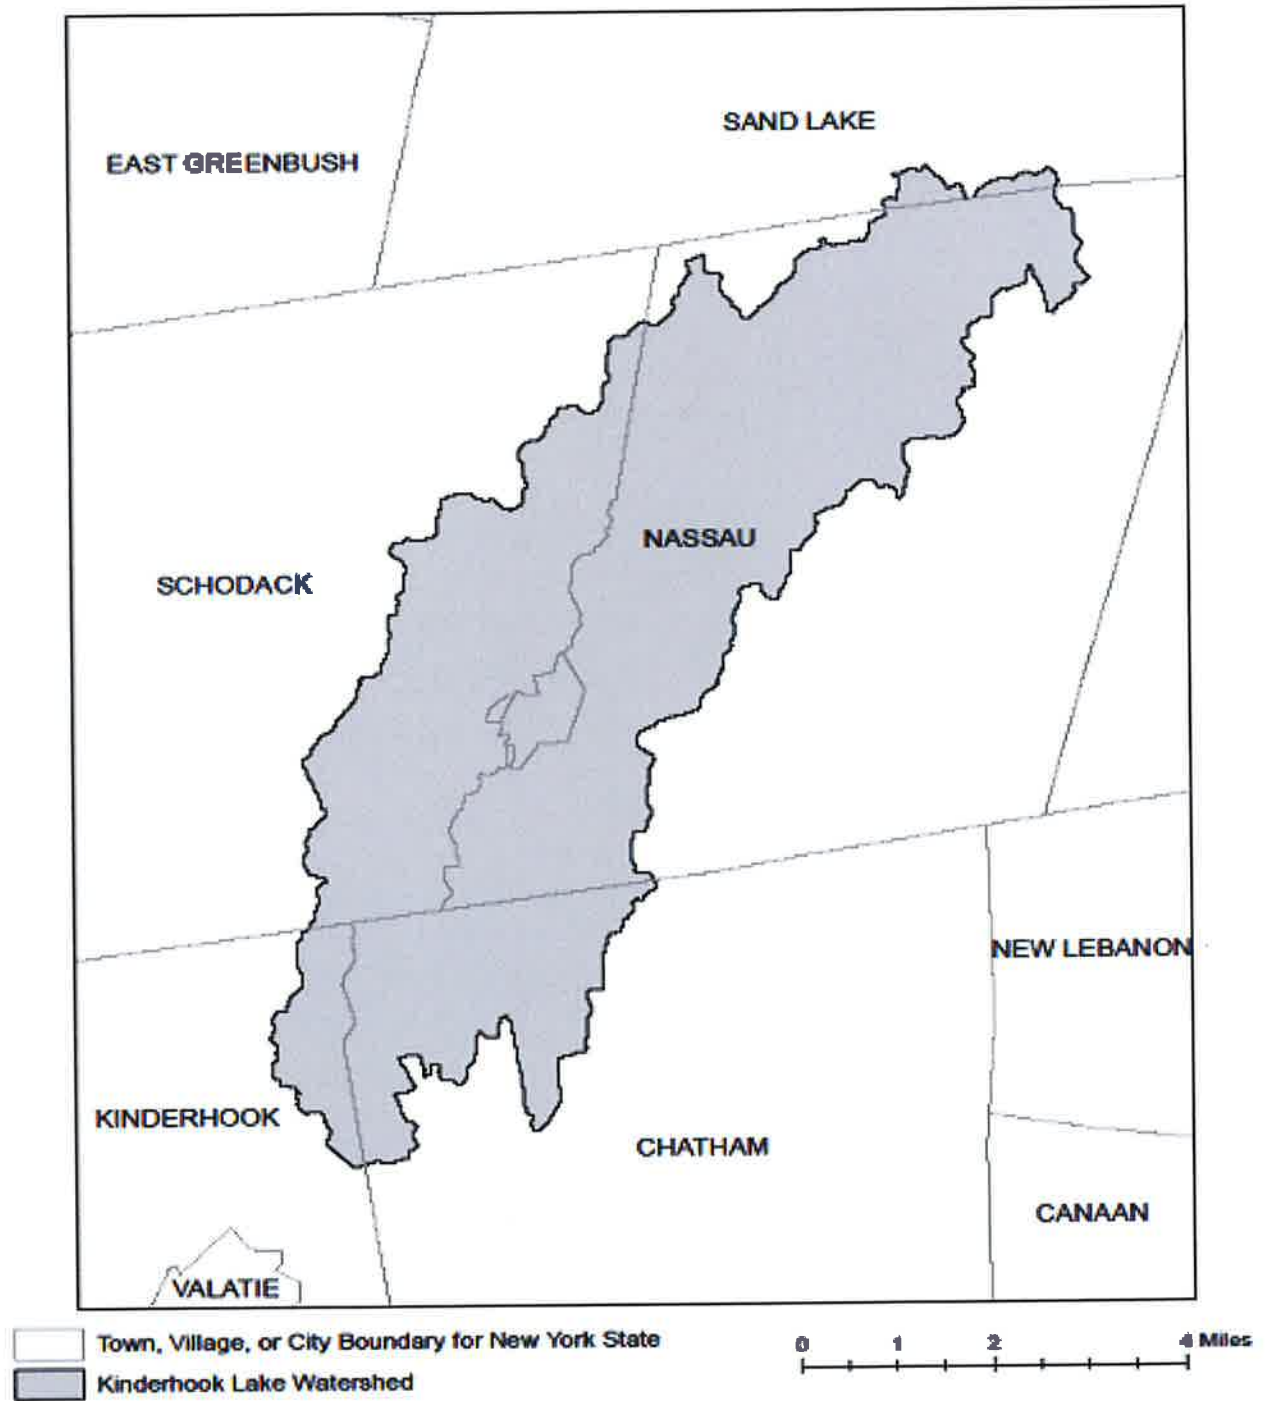 SAND LAKE
EAST GREENBUSH
NASSAU
SCHODACK
NEW LEBANON
KINDERHOOK
CHATHAM
CANAAN
VALATIE
Town, Village, or City Boundary for New York State
0 1 2 4 Miles
Kinderhook Lake Watershed